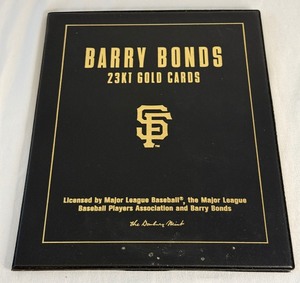 BARRY BONDS
23KT GOLD CARDS
SF
TM
Licensed by Major League Baseball®, the Major League
Baseball Players Association and Barry Bonds
The Danbury Mint